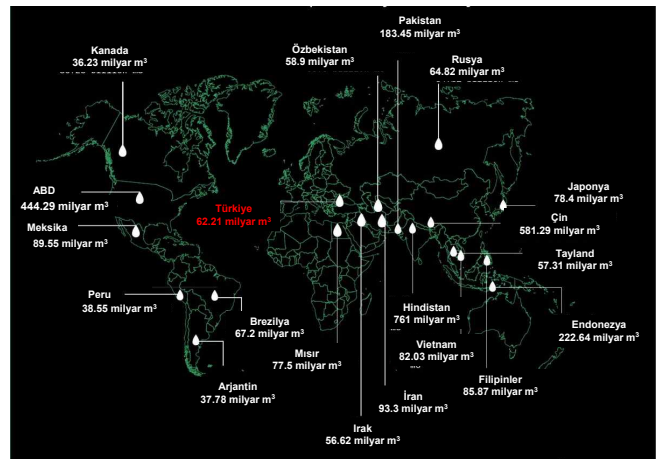 Pakistan
183.45 milyar m³
Kanada
36.23 milyar m³
Özbekistan
58.9 milyar m³
Rusya
64.82 milyar m³
ABD
444.29 milyar m³
Türkiye
62.21 milyar m³
Japonya
78.4 milyar m³
Meksika
89.55 milyar m³
Çin
581.29 milyar m³
Tayland
57.31 milyar m³
Peru
38.55 milyar m³
Brezilya
67.2 milyar m³
Hindistan
761 milyar m³
Endonezya
222.64 milyar m³
Mısır
77.5 milyar m³
Vietnam
82.03 milyar m³
Filipinler
85.87 milyar m³
Arjantin
37.78 milyar m³
İran
93.3 milyar m³
Irak
56.62 milyar m³